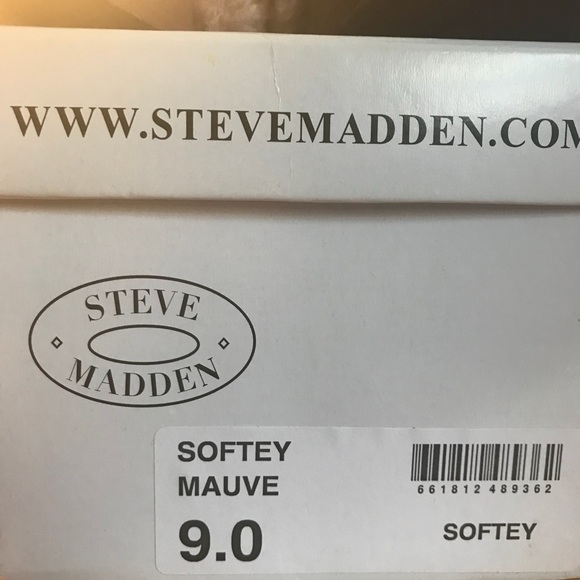 WWW.STEVEMADDEN.COM
STEVE
MADDEN
SOFTEY
MAUVE
9.0
661812 489362
SOFTEY